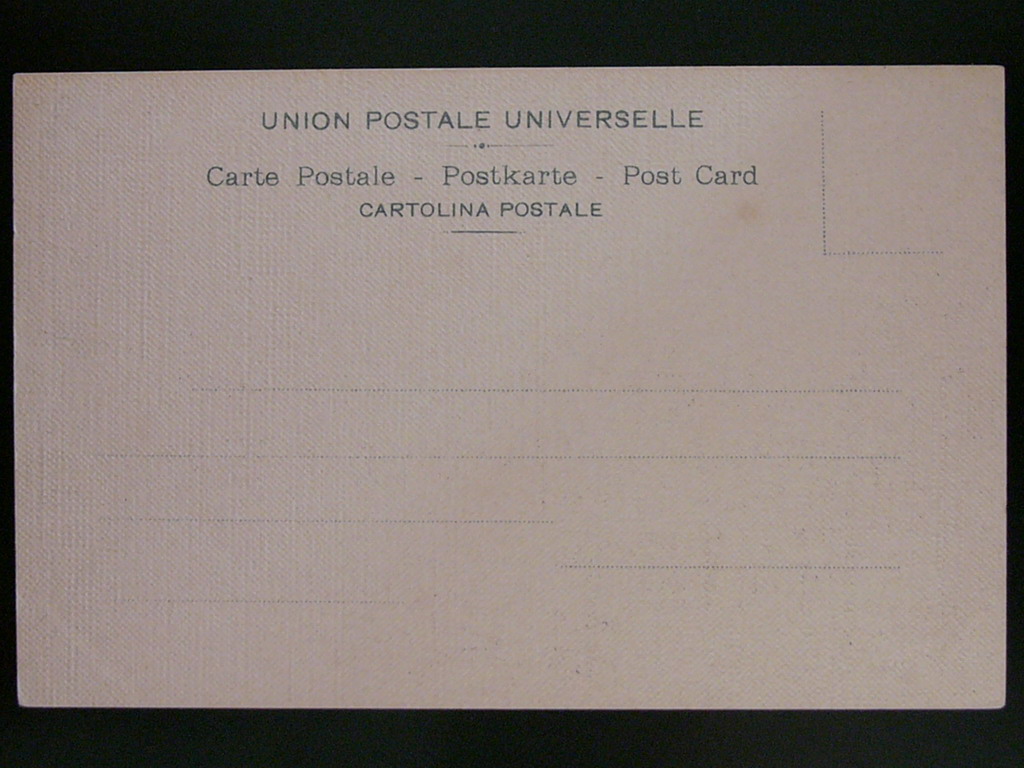 UNION POSTALE UNIVERSELLE
Carte Postale - Postkarte - Post Card
CARTOLINA POSTALE